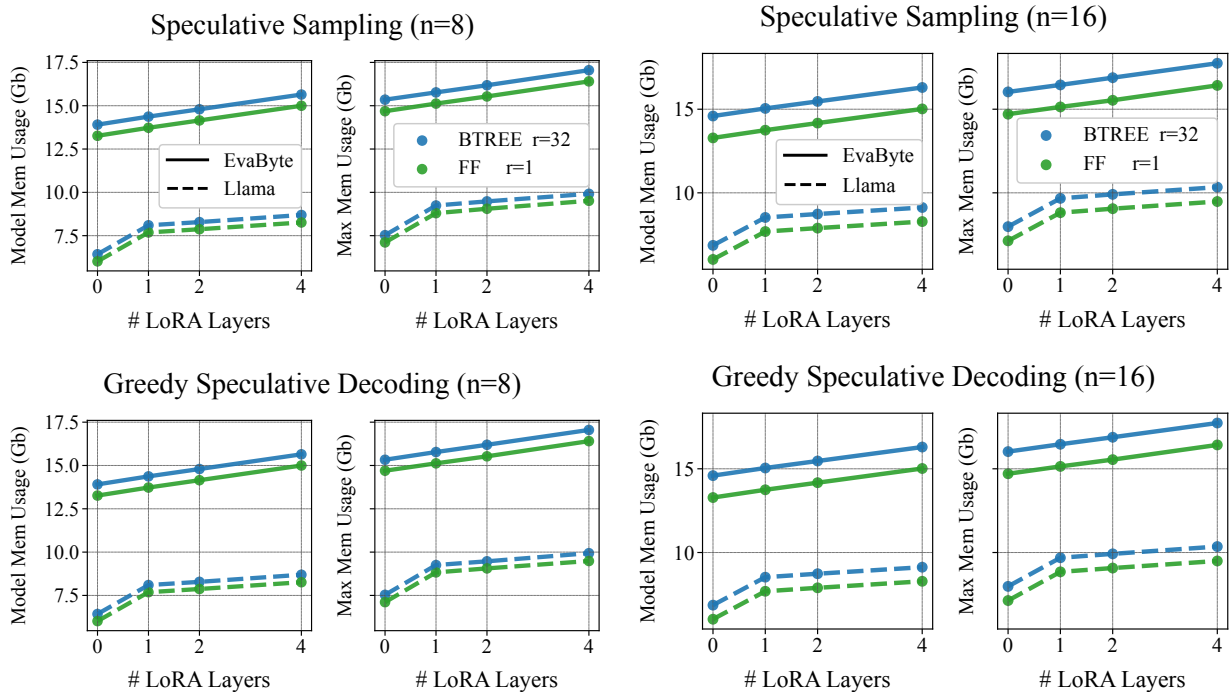 Speculative Sampling (n=8)
Model Mem Usage (Gb)
17.5
15.0
12.5
10.0
7.5
EvaByte
Llama
0 1 2 4
# LoRA Layers
Max Mem Usage (Gb)
BTREE r=32
FF r=1
0 1 2 4
# LoRA Layers
Speculative Sampling (n=16)
Model Mem Usage (Gb)
15
10
EvaByte
Llama
0 1 2 4
# LoRA Layers
Max Mem Usage (Gb)
BTREE r=32
FF r=1
0 1 2 4
# LoRA Layers
Greedy Speculative Decoding (n=8)
Model Mem Usage (Gb)
17.5
15.0
12.5
10.0
7.5
0 1 2 4
# LoRA Layers
Max Mem Usage (Gb)
0 1 2 4
# LoRA Layers
Greedy Speculative Decoding (n=16)
Model Mem Usage (Gb)
15
10
0 1 2 4
# LoRA Layers
Max Mem Usage (Gb)
0 1 2 4
# LoRA Layers